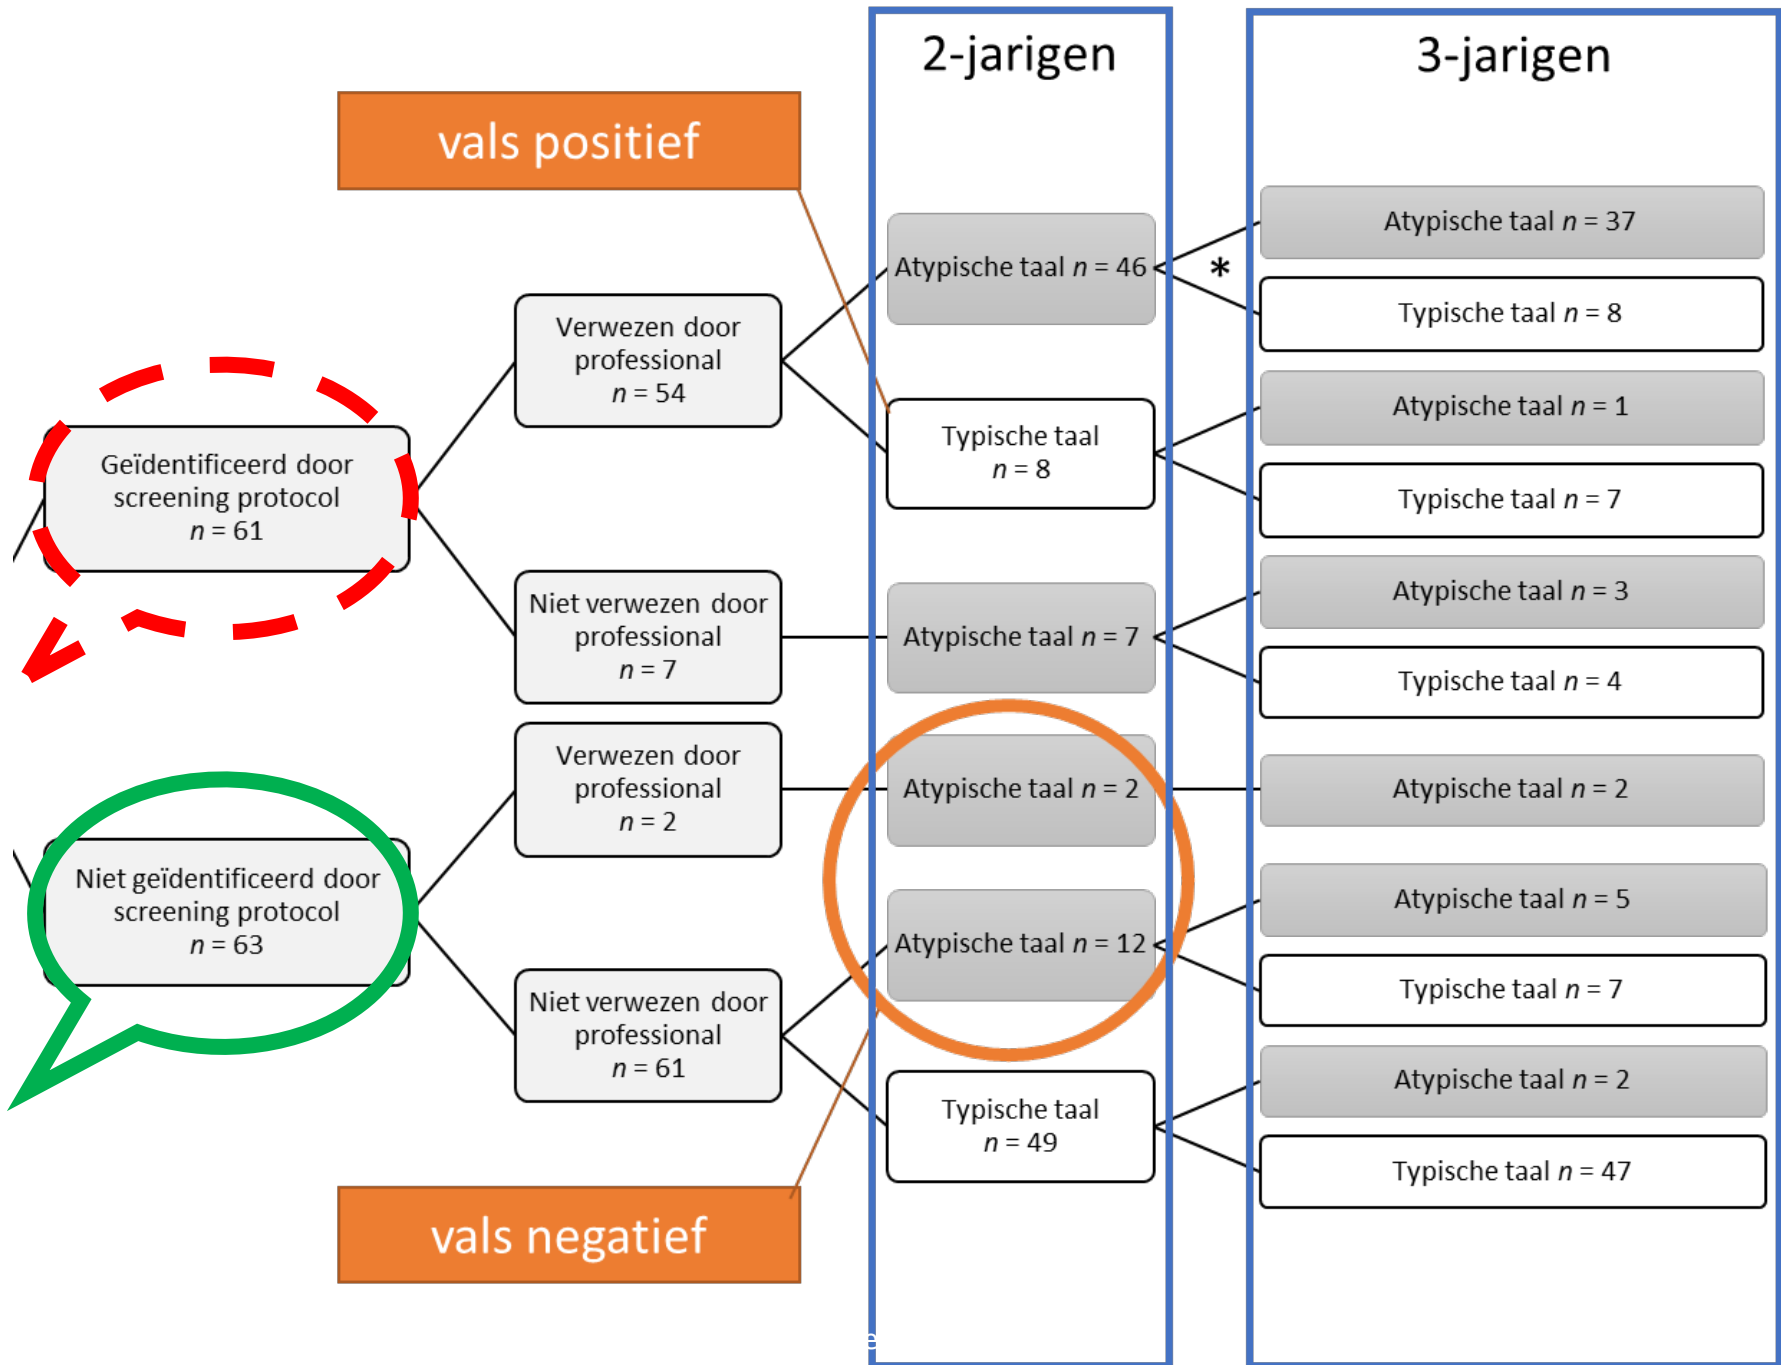 2-jarigen
3-jarigen
vals positief
Geïdentificeerd door
screening protocol
n = 61
Verwezen door
professional
n = 54
Niet verwezen door
professional
n = 7
Niet geïdentificeerd door
screening protocol
n = 63
Verwezen door
professional
n = 2
Niet verwezen door
professional
n = 61
vals negatief
Atypische taal n = 46
Typische taal
n = 8
Atypische taal n = 7
Atypische taal n = 2
Atypische taal n = 12
Typische taal
n = 49
*
Atypische taal n = 37
Typische taal n = 8
Atypische taal n = 1
Typische taal n = 7
Atypische taal n = 3
Typische taal n = 4
Atypische taal n = 2
Atypische taal n = 5
Typische taal n = 7
Atypische taal n = 2
Typische taal n = 47